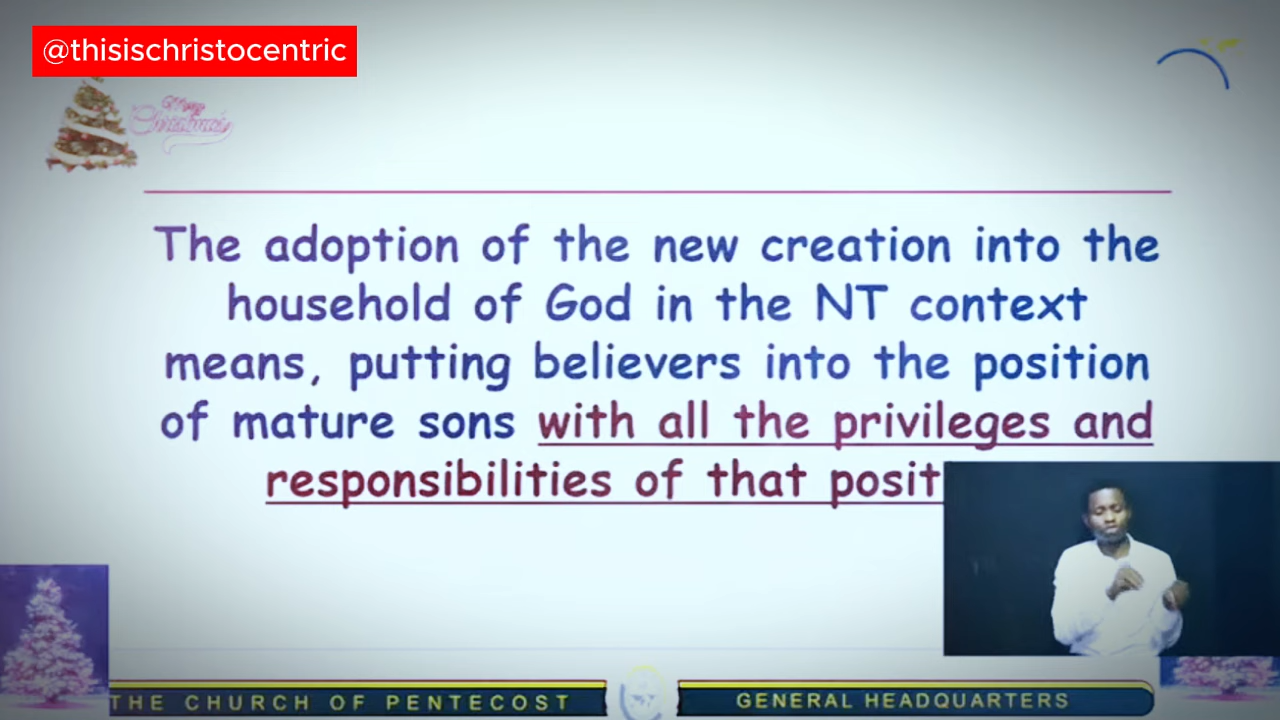 @thisischristocentric
Merry
Christmas
The adoption of the new creation into the
household of God in the NT context
means, putting believers into the position
of mature sons with all the privileges and
responsibilities of that posit
THE CHURCH OF PENTECOST
GENERAL HEADQUARTERS